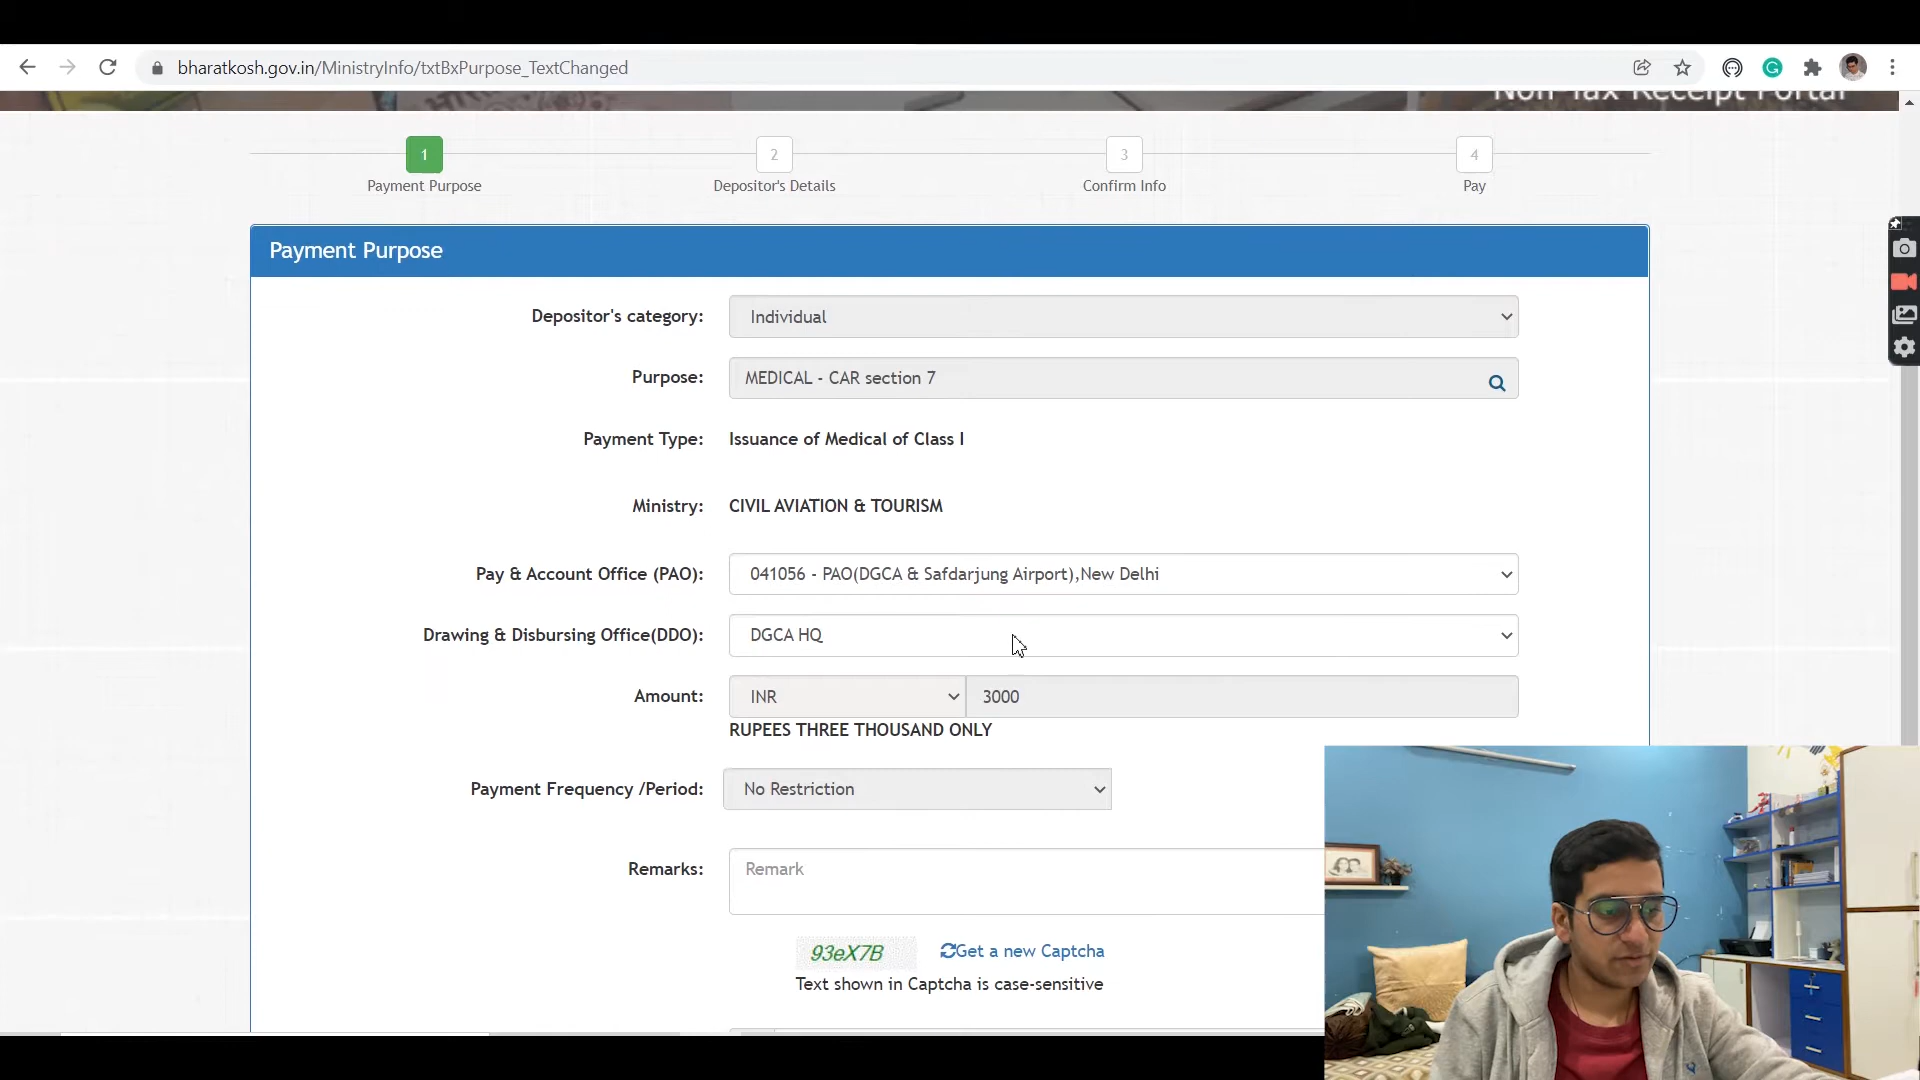 bharatkosh.gov.in/MinistryInfo/txtBxPurpose_TextChanged
Non-Tax Receipt Portal
1
2
3
4
Payment Purpose
Depositor's Details
Confirm Info
Pay
Payment Purpose
Depositor's category: Individual
Purpose: MEDICAL - CAR section 7
Payment Type: Issuance of Medical of Class I
Ministry: CIVIL AVIATION & TOURISM
Pay & Account Office (PAO): 041056 - PAO(DGCA & Safdarjung Airport),New Delhi
Drawing & Disbursing Office(DDO): DGCA HQ
Amount: INR 3000
RUPEES THREE THOUSAND ONLY
Payment Frequency /Period: No Restriction
Remarks: Remark
93eX7B Get a new Captcha
Text shown in Captcha is case-sensitive